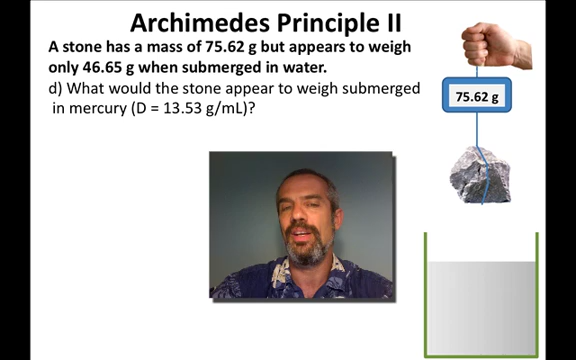 Archimedes Principle II
A stone has a mass of 75.62 g but appears to weigh
only 46.65 g when submerged in water.
d) What would the stone appear to weigh submerged
in mercury (D = 13.53 g/mL)?
75.62 g